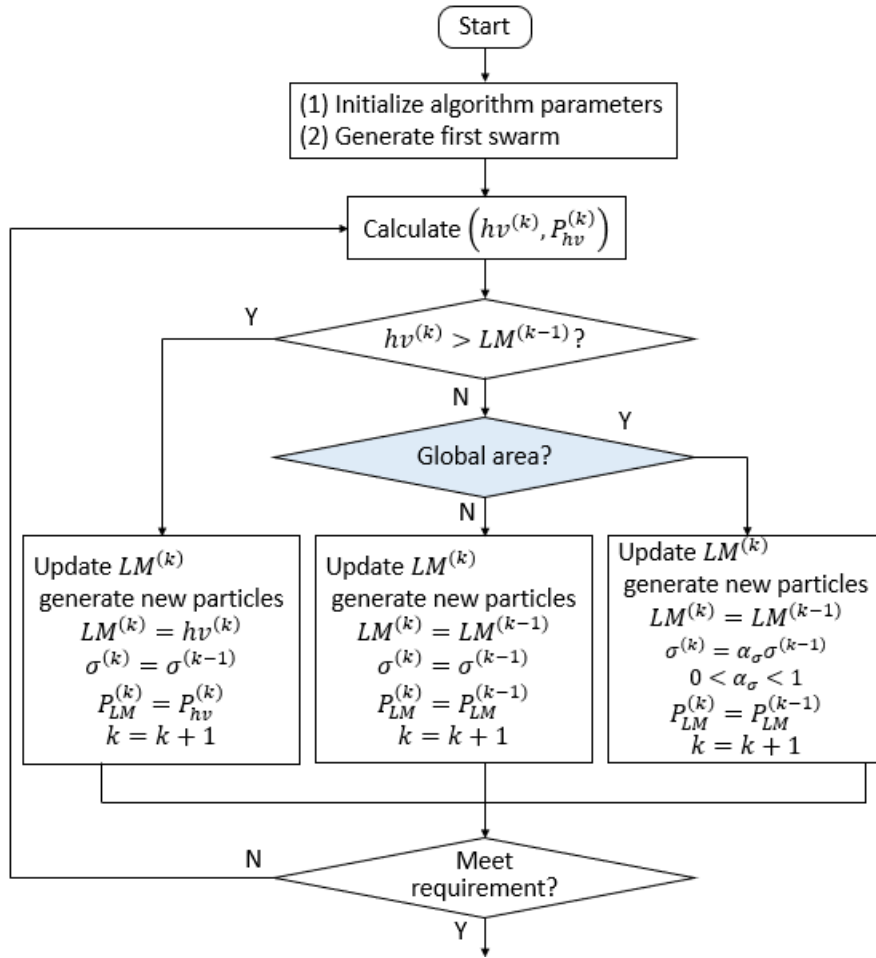 Start
(1) Initialize algorithm parameters
(2) Generate first swarm
Calculate (hv^(k), P_hv^(k))
Y
hv^(k) > LM^(k−1)?
N
Y
Global area?
N
Update LM^(k)
generate new particles
LM^(k) = hv^(k)
σ^(k) = σ^(k−1)
P_LM^(k) = P_hv^(k)
k = k + 1
Update LM^(k)
generate new particles
LM^(k) = LM^(k−1)
σ^(k) = σ^(k−1)
P_LM^(k) = P_LM^(k−1)
k = k + 1
Update LM^(k)
generate new particles
LM^(k) = LM^(k−1)
σ^(k) = α_σ σ^(k−1)
0 < α_σ < 1
P_LM^(k) = P_LM^(k−1)
k = k + 1
N
Meet
requirement?
Y